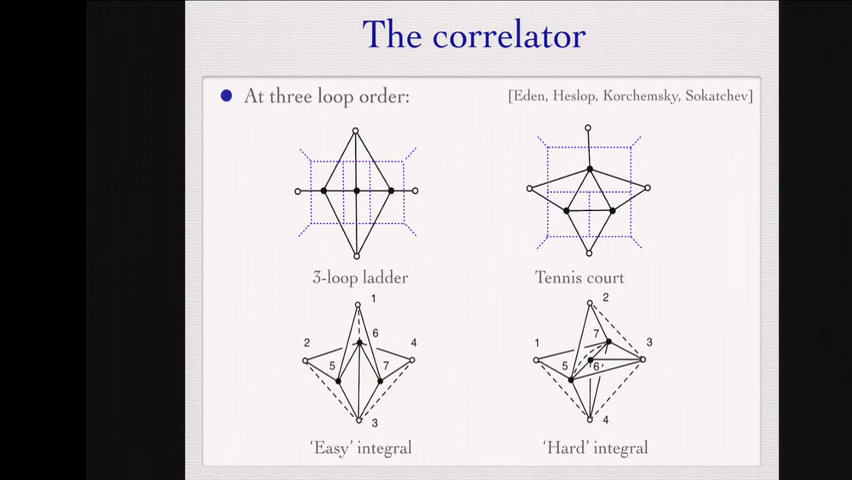 The correlator
At three loop order:
[Eden, Heslop, Korchemsky, Sokatchev]
3-loop ladder
Tennis court
1
2
6
4
5
7
3
2
7
1
3
5
6
4
'Easy' integral
'Hard' integral